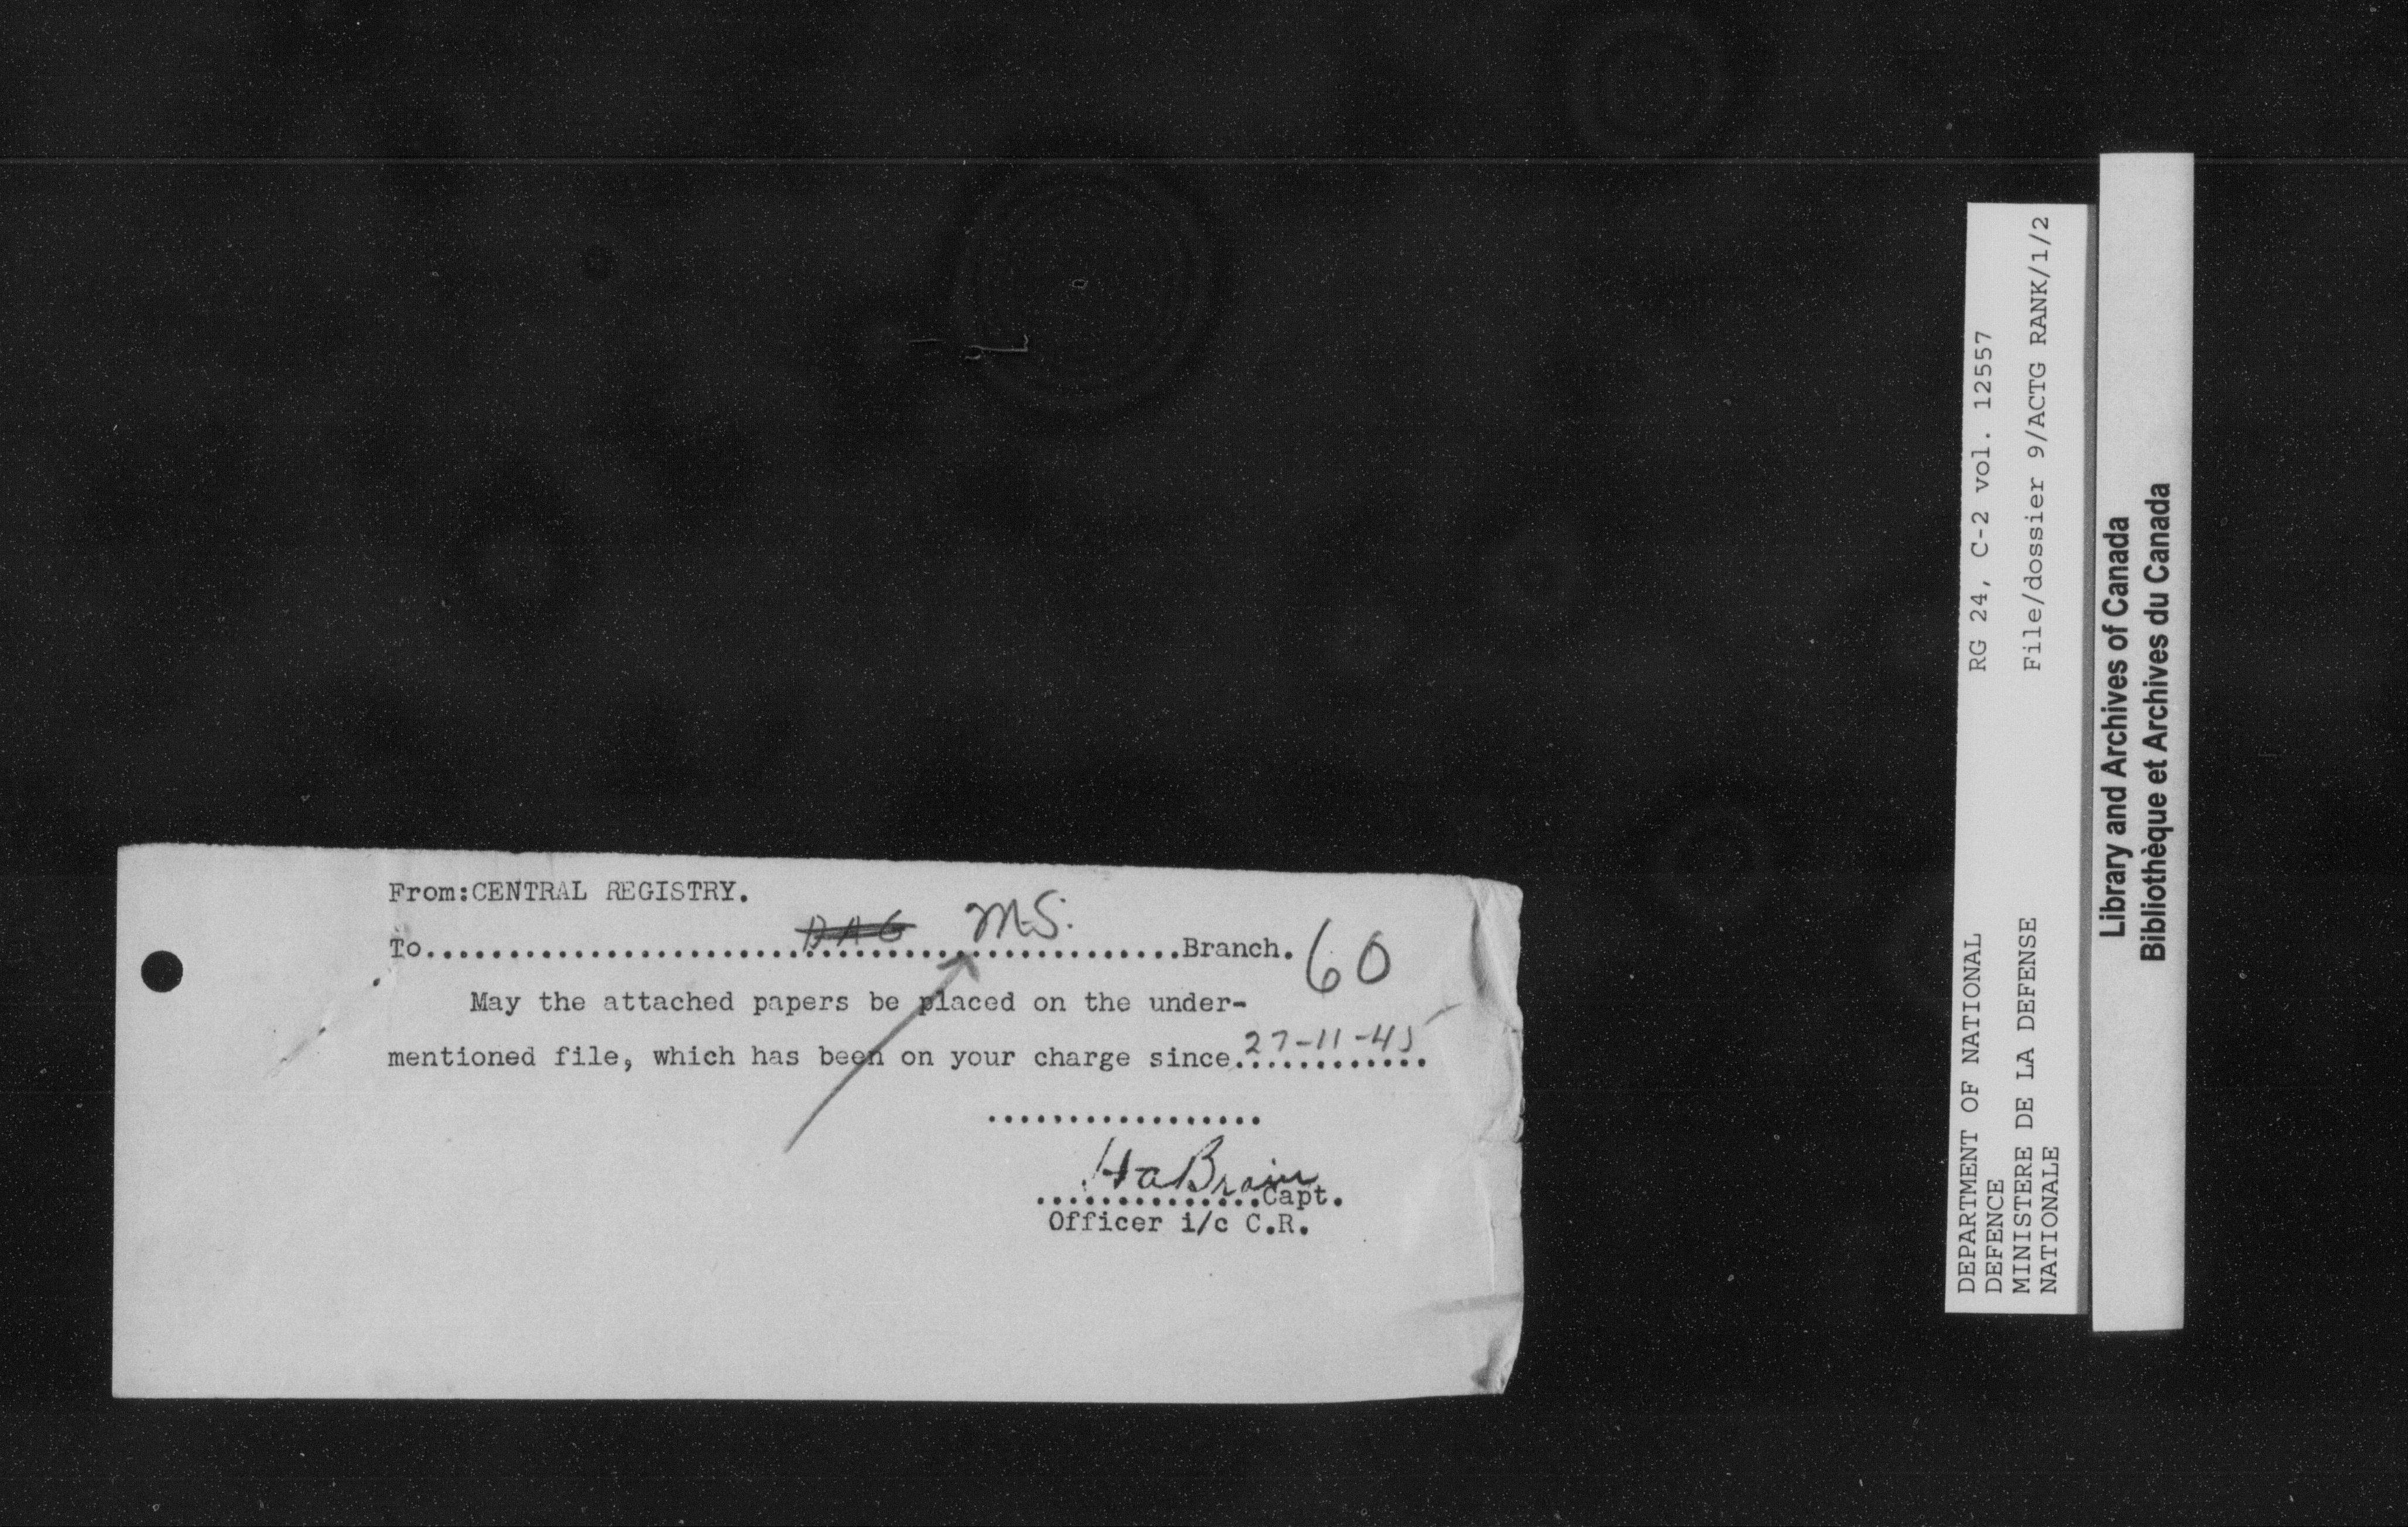 From:CENTRAL REGISTRY.
To.......................DAG.....M.S...........Branch. 60
May the attached papers be placed on the under-
mentioned file, which has been on your charge since 27-11-45
.................
HaBrain
..............Capt.
Officer i/c C.R.
DEPARTMENT OF NATIONAL
DEFENCE
MINISTERE DE LA DEFENSE
NATIONALE
RG 24, C-2 vol. 12557
File/dossier 9/ACTG RANK/1/2
Library and Archives of Canada
Bibliothèque et Archives du Canada